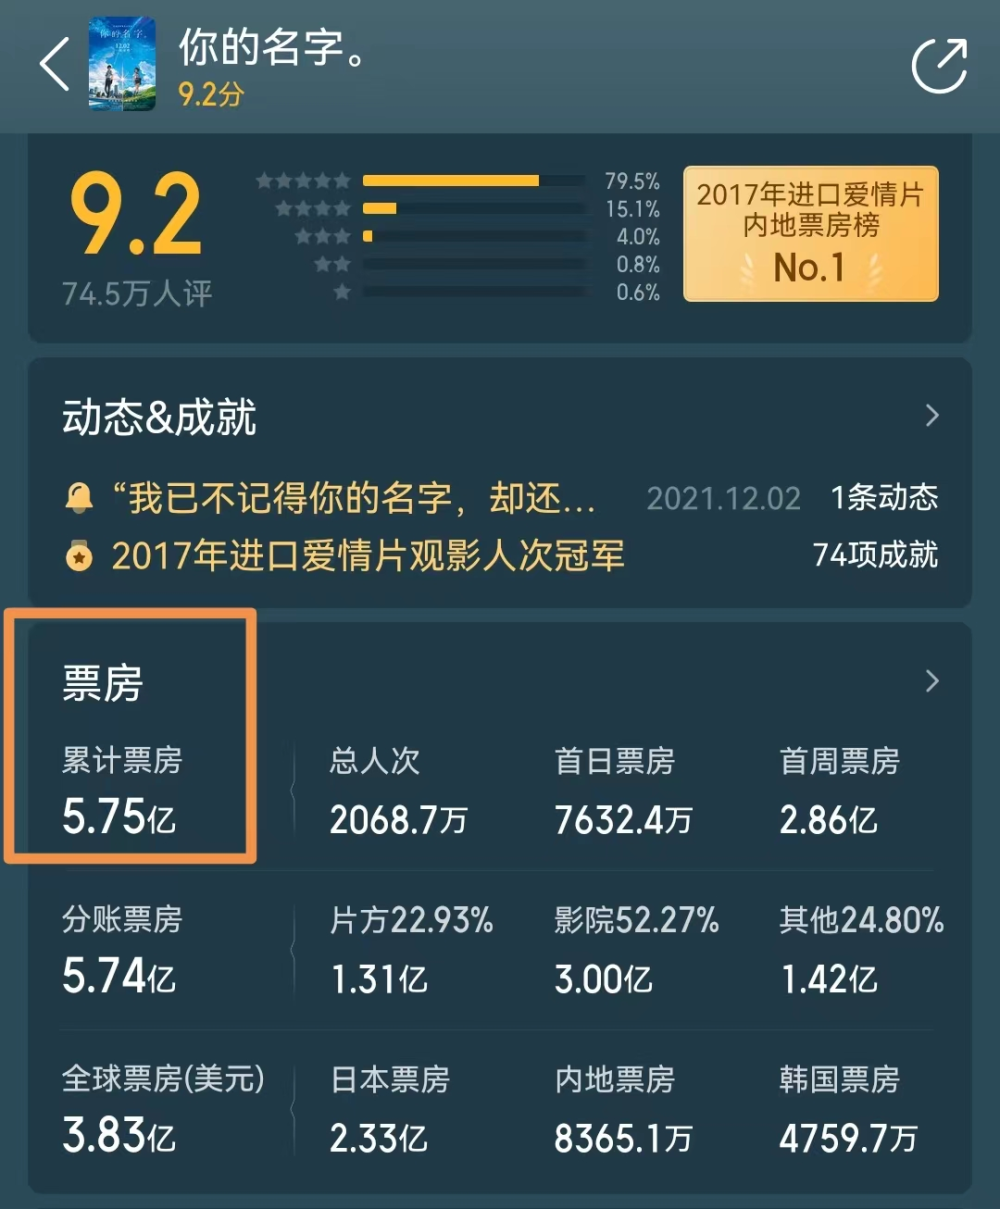 你的名字。
9.2分
9.2
74.5万人评
79.5%
15.1%
4.0%
0.8%
0.6%
2017年进口爱情片
内地票房榜
No.1
动态&成就
“我已不记得你的名字，却还... 2021.12.02 1条动态
2017年进口爱情片观影人次冠军 74项成就
票房
累计票房 总人次 首日票房 首周票房
5.75亿 2068.7万 7632.4万 2.86亿
分账票房 片方22.93% 影院52.27% 其他24.80%
5.74亿 1.31亿 3.00亿 1.42亿
全球票房(美元) 日本票房 内地票房 韩国票房
3.83亿 2.33亿 8365.1万 4759.7万